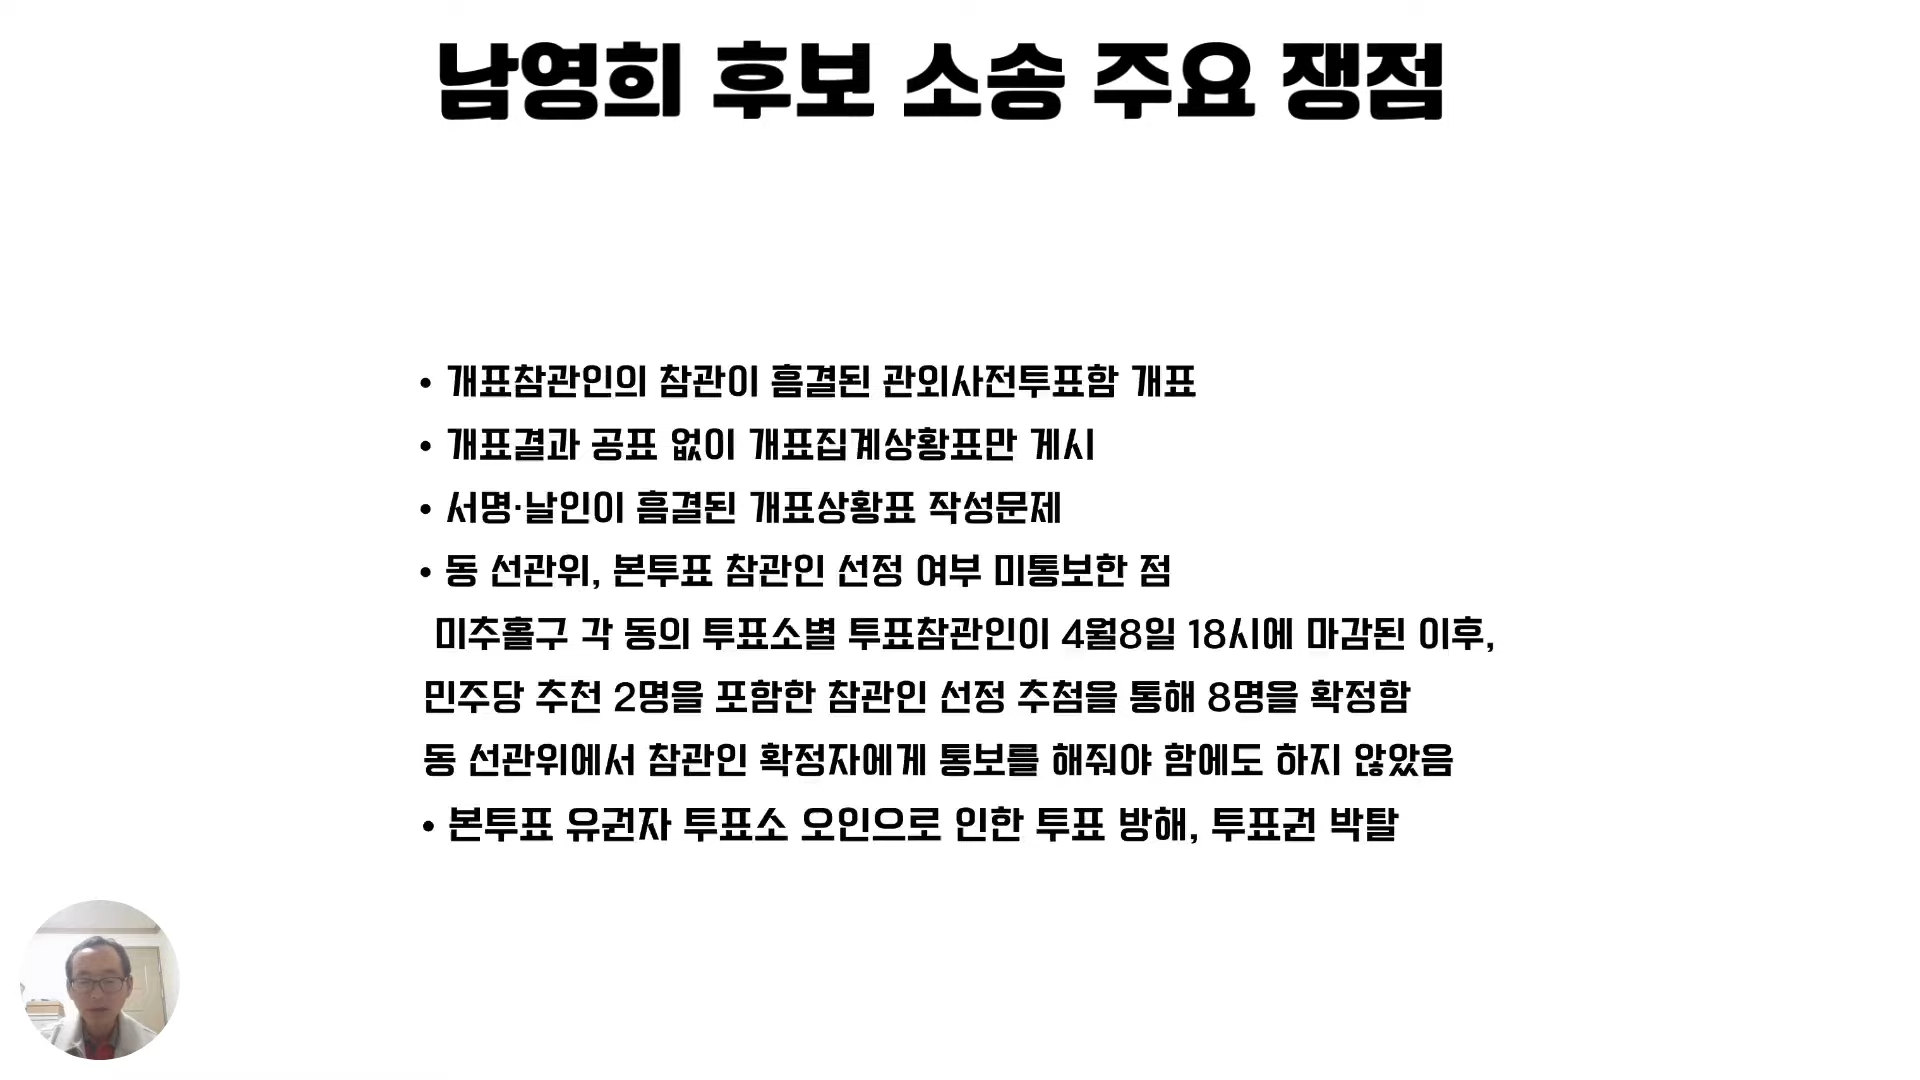 남영희 후보 소송 주요 쟁점
• 개표참관인의 참관이 흠결된 관외사전투표함 개표
• 개표결과 공표 없이 개표집계상황표만 게시
• 서명·날인이 흠결된 개표상황표 작성문제
• 동 선관위, 본투표 참관인 선정 여부 미통보한 점
미추홀구 각 동의 투표소별 투표참관인이 4월8일 18시에 마감된 이후,
민주당 추천 2명을 포함한 참관인 선정 추첨을 통해 8명을 확정함
동 선관위에서 참관인 확정자에게 통보를 해줘야 함에도 하지 않았음
• 본투표 유권자 투표소 오인으로 인한 투표 방해, 투표권 박탈